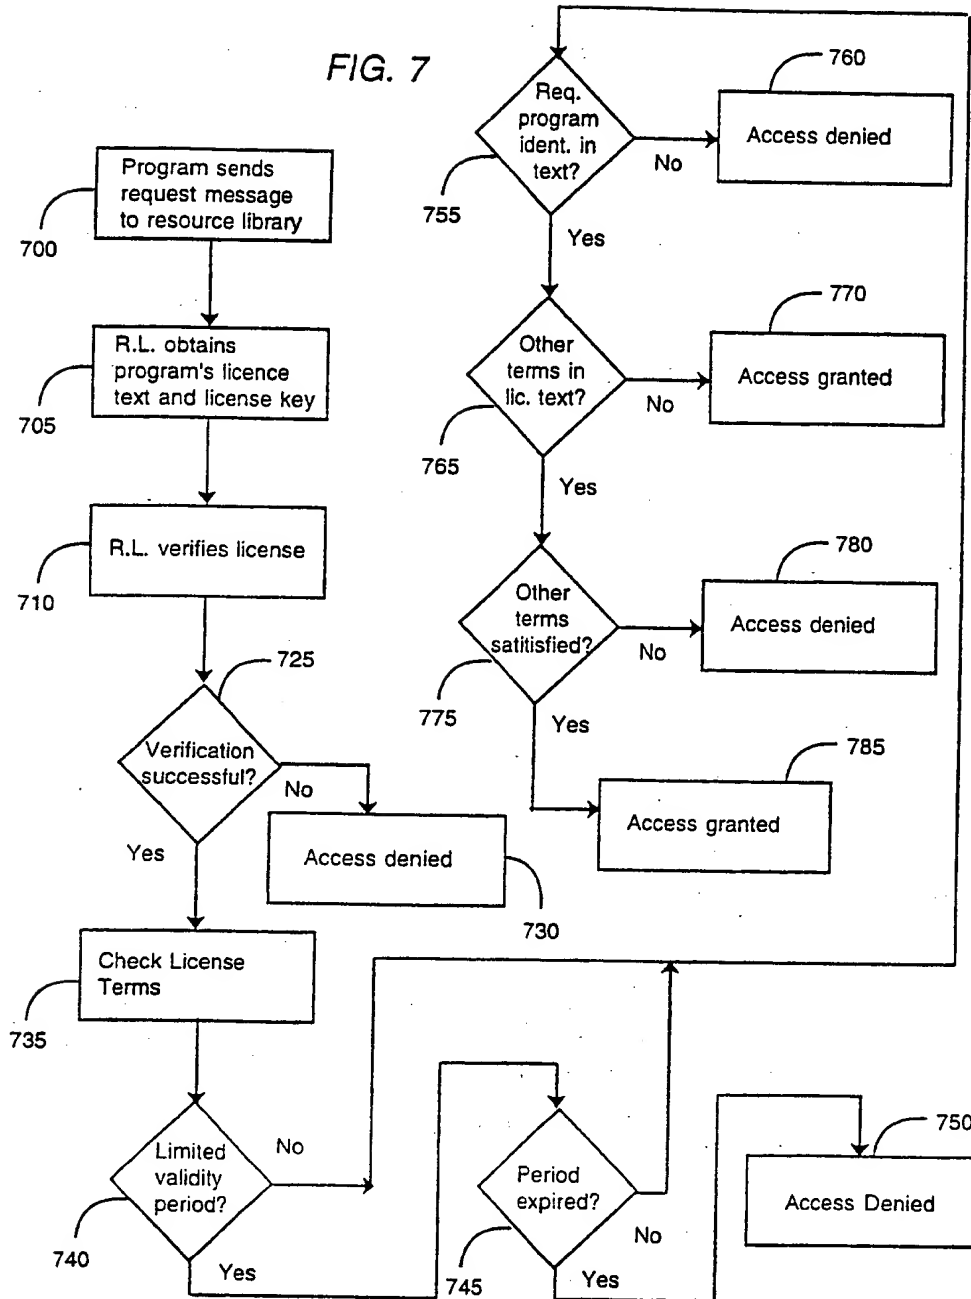 FIG. 7
Program sends
request message
to resource library
700
R.L. obtains
program's licence
text and license key
705
R.L. verifies license
710
725
Verification
successful?
No
Yes
Access denied
730
Check License
Terms
735
Limited
validity
period?
No
740
Yes
Period
expired?
No
745
Yes
750
Access Denied
Req.
program
ident. in
text?
755
No
760
Access denied
Yes
Other
terms in
lic. text?
765
No
770
Access granted
Yes
Other
terms
satitisfied?
775
No
780
Access denied
Yes
785
Access granted